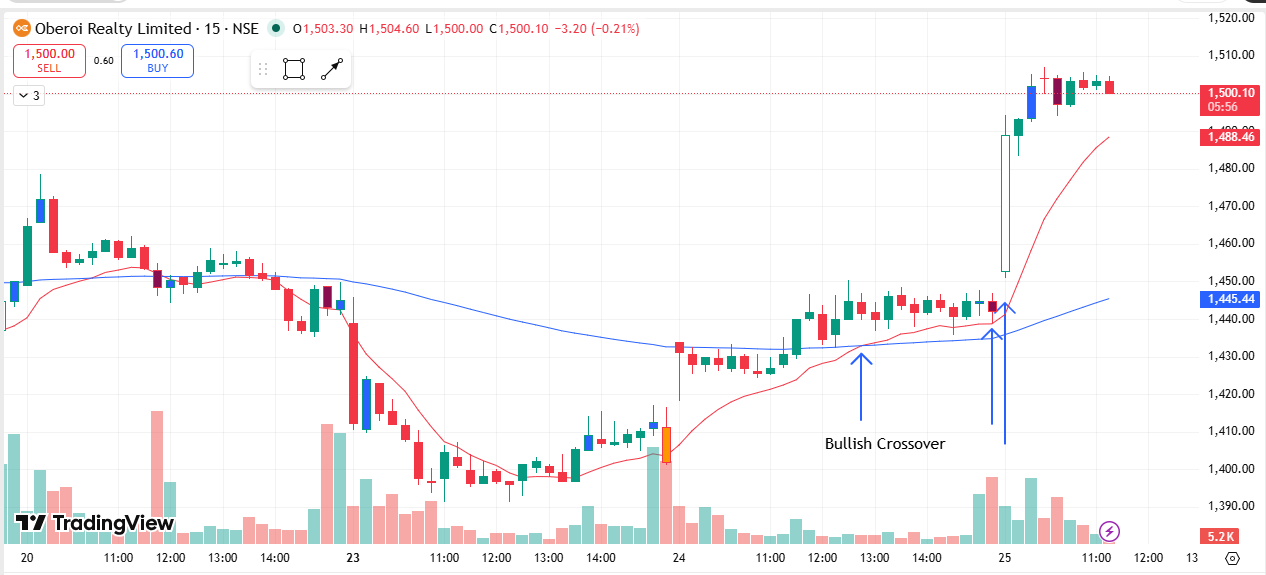 Oberoi Realty Limited · 15 · NSE O1,503.30 H1,504.60 L1,500.00 C1,500.10 −3.20 (−0.21%)
1,500.00 SELL 0.60 1,500.60 BUY
3
1,520.00
1,510.00
1,500.10
05:56
1,488.46
1,480.00
1,470.00
1,460.00
1,450.00
1,445.44
1,440.00
1,430.00
1,420.00
1,410.00
1,400.00
1,390.00
5.2K
Bullish Crossover
TradingView
20 11:00 12:00 13:00 14:00 23 11:00 12:00 13:00 14:00 24 11:00 12:00 13:00 14:00 25 11:00 12:00 13